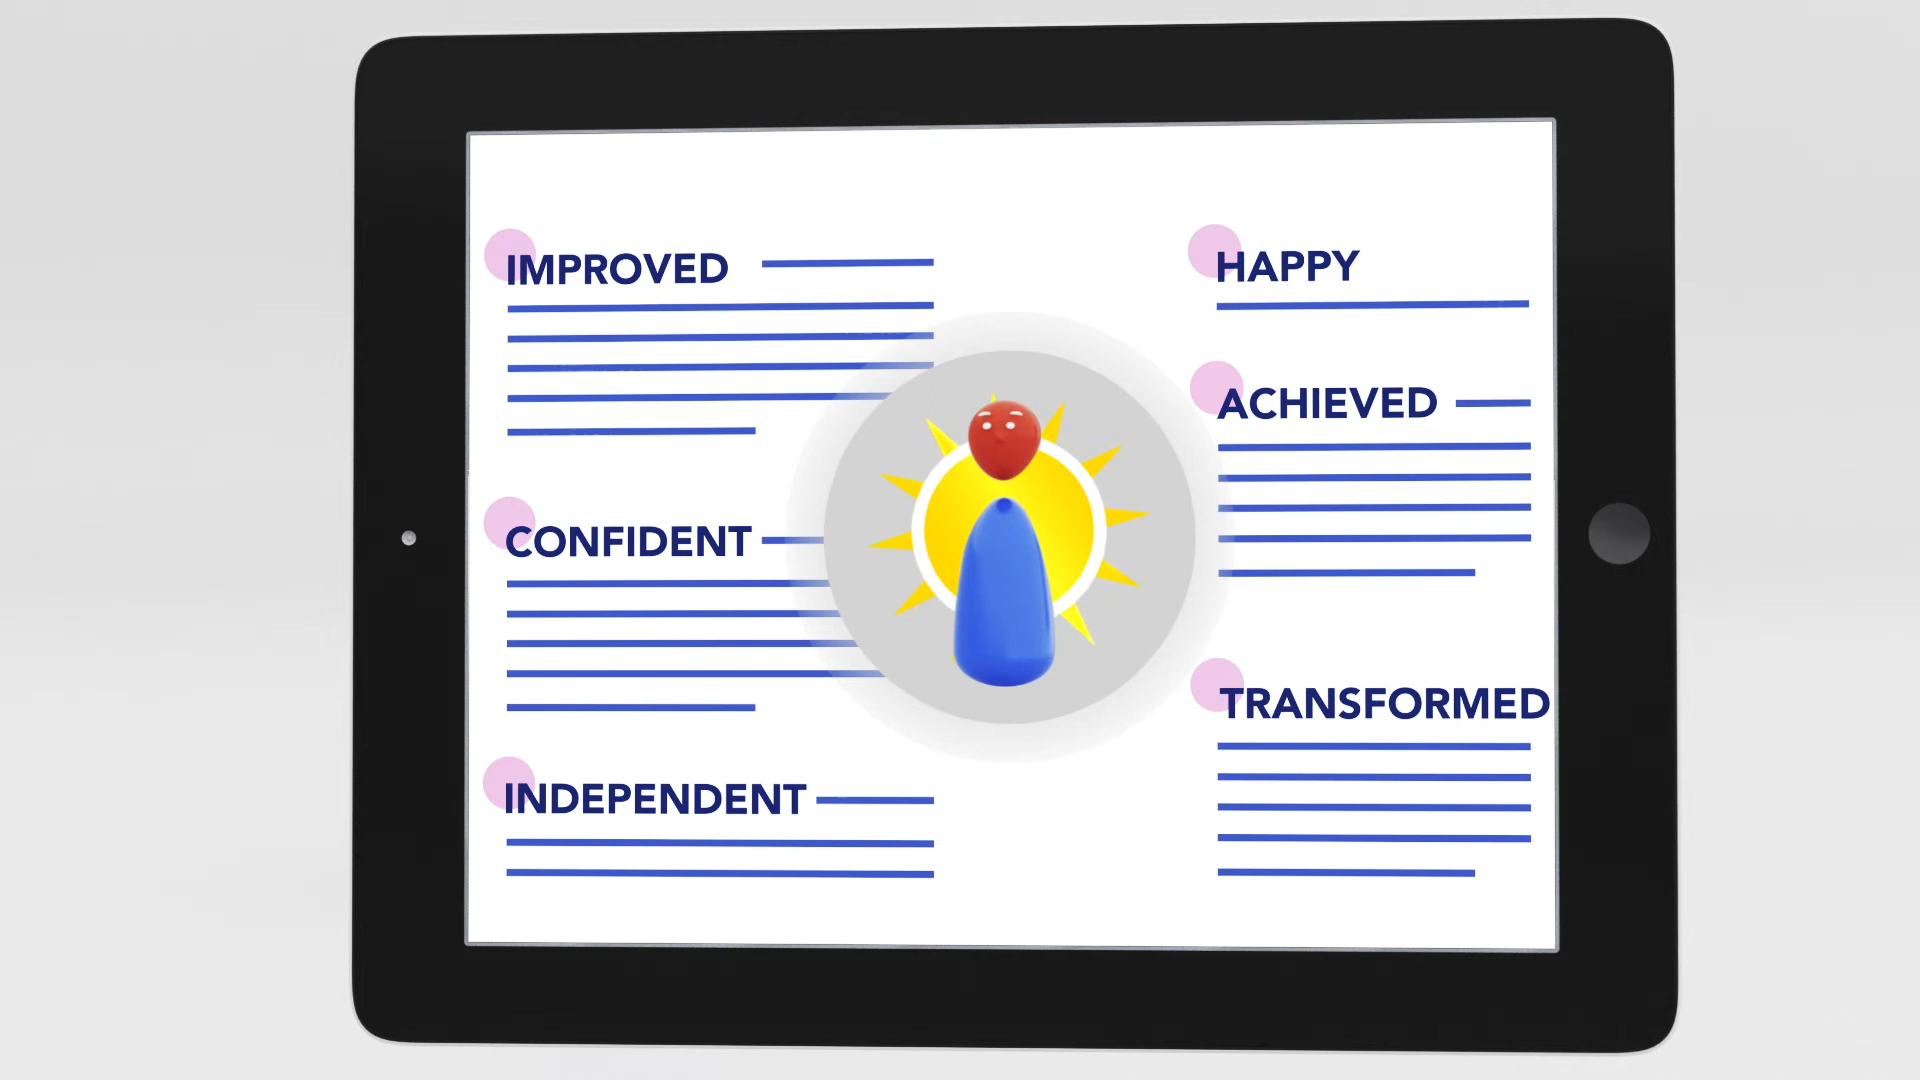 IMPROVED
CONFIDENT
INDEPENDENT
HAPPY
ACHIEVED
TRANSFORMED